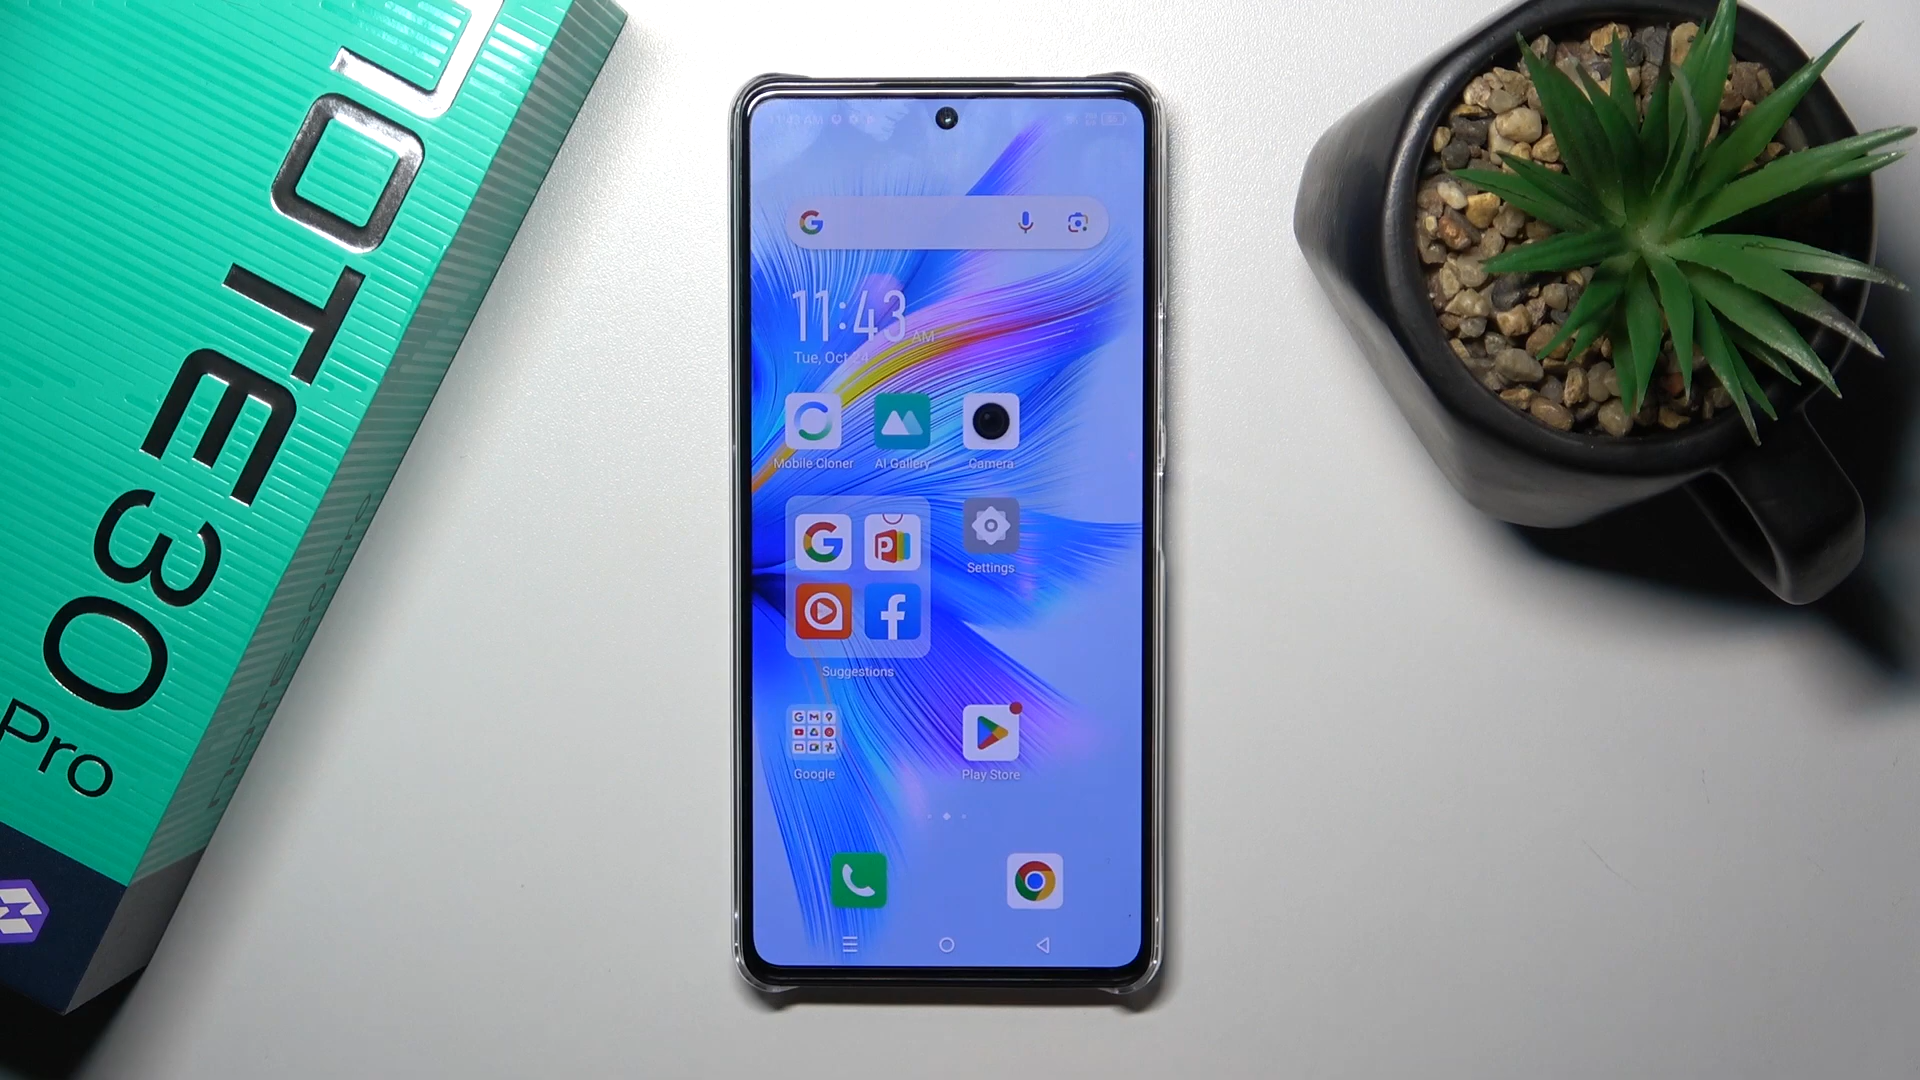 NOTE 30
Pro
11:43 AM
Tue, Oct 24
Mobile Cloner
AI Gallery
Camera
Settings
Suggestions
Google
Play Store